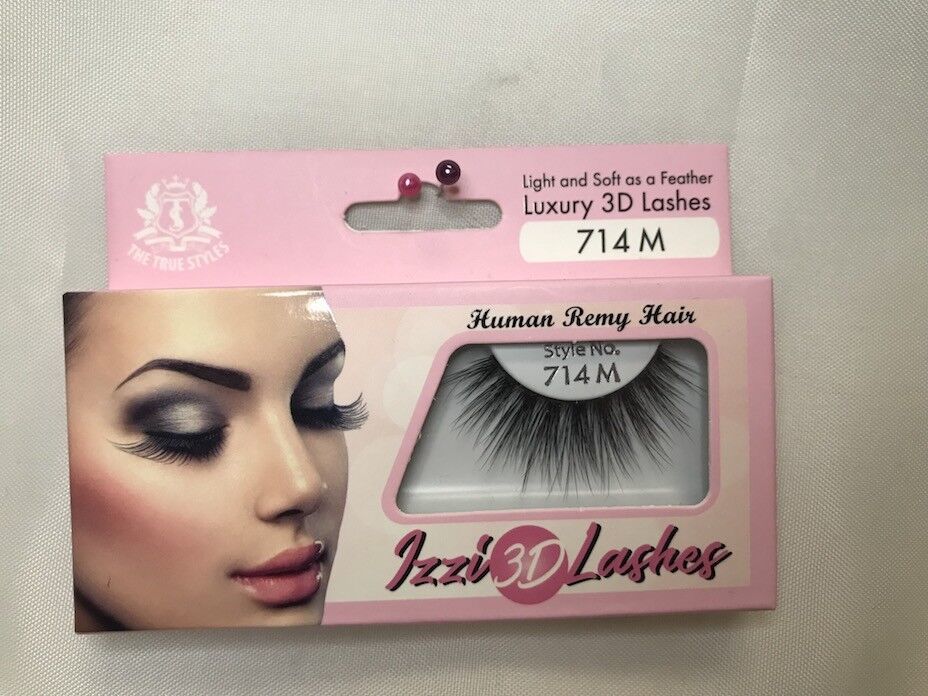 Light and Soft as a Feather
Luxury 3D Lashes
714 M
THE TRUE STYLES
Human Remy Hair
Style No.
714 M
Izzi 3D Lashes